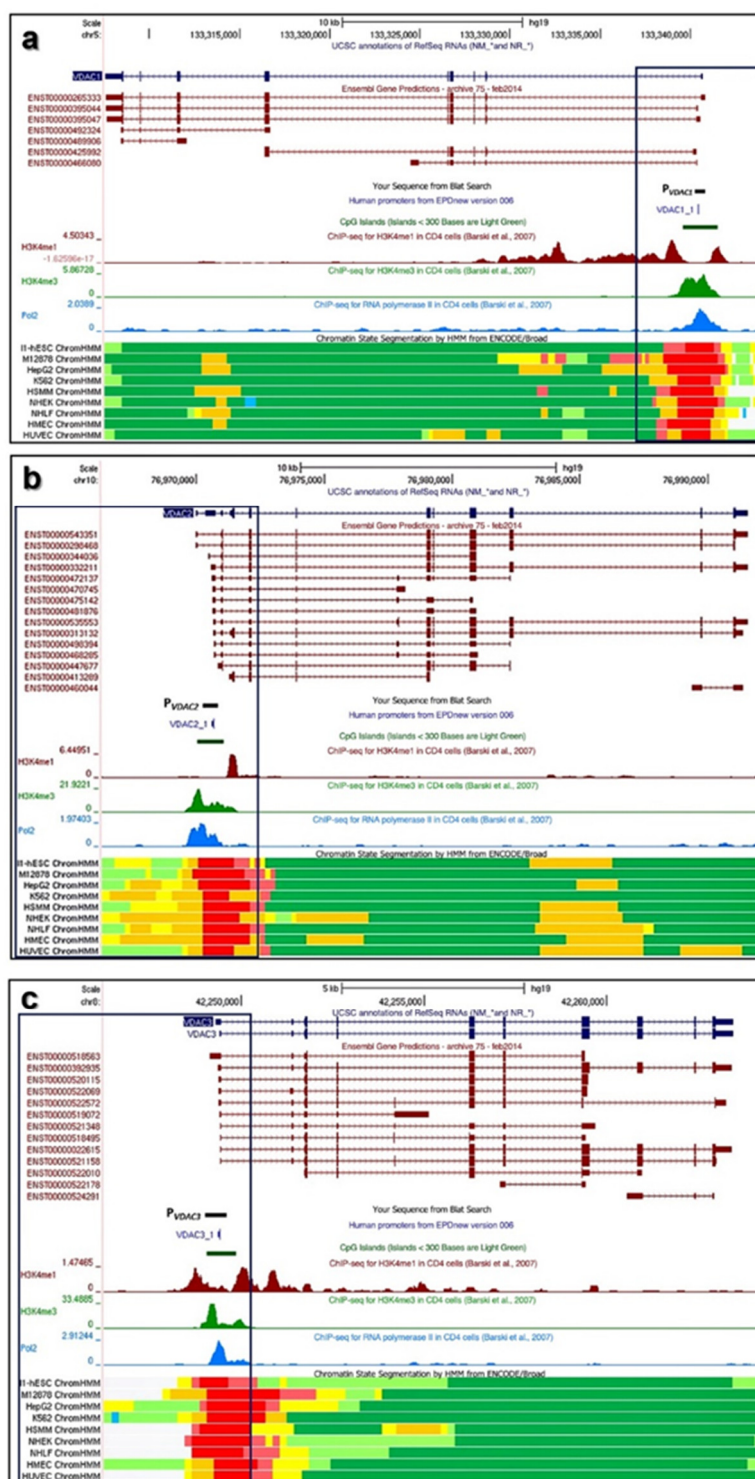 a
Scale 10 kb hg19
chr5: 133,315,000 133,320,000 133,325,000 133,330,000 133,335,000 133,340,000
UCSC annotations of RefSeq RNAs (NM_* and NR_*)
VDAC1
Ensembl Gene Predictions - archive 75 - feb2014
ENST00000265333
ENST00000395044
ENST00000395047
ENST00000492324
ENST00000489906
ENST00000425992
ENST00000466080
Your Sequence from Blat Search
PVDAC1
Human promoters from EPDnew version 006
VDAC1_1
CpG Islands (Islands < 300 Bases are Light Green)
4.50343 ChIP-seq for H3K4me1 in CD4 cells (Barski et al., 2007)
H3K4me1
-1.62596e-17
5.86728 ChIP-seq for H3K4me3 in CD4 cells (Barski et al., 2007)
H3K4me3
0
2.0389 ChIP-seq for RNA polymerase II in CD4 cells (Barski et al., 2007)
Pol2
0
Chromatin State Segmentation by HMM from ENCODE/Broad
l1-hESC ChromHMM
M12878 ChromHMM
HepG2 ChromHMM
K562 ChromHMM
HSMM ChromHMM
NHEK ChromHMM
NHLF ChromHMM
HMEC ChromHMM
HUVEC ChromHMM
b
Scale 10 kb hg19
chr10: 76,970,000 76,975,000 76,980,000 76,985,000 76,990,000
UCSC annotations of RefSeq RNAs (NM_* and NR_*)
VDAC2
Ensembl Gene Predictions - archive 75 - feb2014
ENST00000543351
ENST00000298468
ENST00000344036
ENST00000332211
ENST00000472137
ENST00000470745
ENST00000475142
ENST00000481876
ENST00000535553
ENST00000313132
ENST00000498394
ENST00000468285
ENST00000447677
ENST00000413289
ENST00000460044
Your Sequence from Blat Search
PVDAC2
Human promoters from EPDnew version 006
VDAC2_1
CpG Islands (Islands < 300 Bases are Light Green)
6.44951 ChIP-seq for H3K4me1 in CD4 cells (Barski et al., 2007)
H3K4me1
0
21.9221 ChIP-seq for H3K4me3 in CD4 cells (Barski et al., 2007)
H3K4me3
0
1.97403 ChIP-seq for RNA polymerase II in CD4 cells (Barski et al., 2007)
Pol2
0
Chromatin State Segmentation by HMM from ENCODE/Broad
l1-hESC ChromHMM
M12878 ChromHMM
HepG2 ChromHMM
K562 ChromHMM
HSMM ChromHMM
NHEK ChromHMM
NHLF ChromHMM
HMEC ChromHMM
HUVEC ChromHMM
c
Scale 5 kb hg19
chr8: 42,250,000 42,255,000 42,260,000
UCSC annotations of RefSeq RNAs (NM_* and NR_*)
VDAC3
VDAC3
Ensembl Gene Predictions - archive 75 - feb2014
ENST00000518563
ENST00000392935
ENST00000520115
ENST00000522069
ENST00000522572
ENST00000519072
ENST00000521348
ENST00000518495
ENST00000022615
ENST00000521158
ENST00000522010
ENST00000522178
ENST00000524291
Your Sequence from Blat Search
PVDAC3
Human promoters from EPDnew version 006
VDAC3_1
CpG Islands (Islands < 300 Bases are Light Green)
1.47465 ChIP-seq for H3K4me1 in CD4 cells (Barski et al., 2007)
H3K4me1
0
33.4885 ChIP-seq for H3K4me3 in CD4 cells (Barski et al., 2007)
H3K4me3
0
2.91244 ChIP-seq for RNA polymerase II in CD4 cells (Barski et al., 2007)
Pol2
0
Chromatin State Segmentation by HMM from ENCODE/Broad
l1-hESC ChromHMM
M12878 ChromHMM
HepG2 ChromHMM
K562 ChromHMM
HSMM ChromHMM
NHEK ChromHMM
NHLF ChromHMM
HMEC ChromHMM
HUVEC ChromHMM